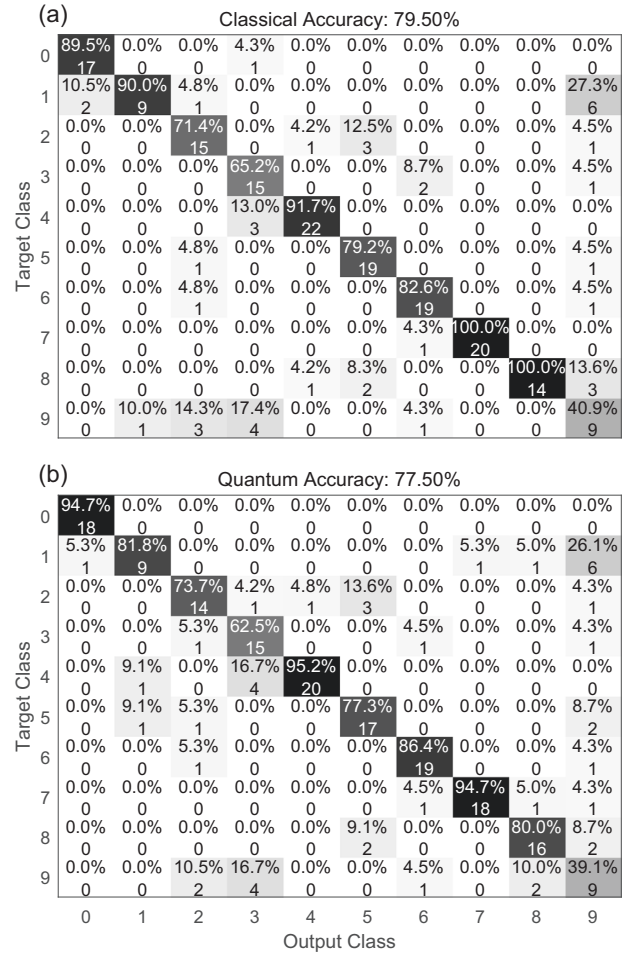 (a)
Classical Accuracy: 79.50%
0 89.5% 0.0% 0.0% 4.3% 0.0% 0.0% 0.0% 0.0% 0.0% 0.0%
17 0 0 1 0 0 0 0 0 0
1 10.5% 90.0% 4.8% 0.0% 0.0% 0.0% 0.0% 0.0% 0.0% 27.3%
2 9 1 0 0 0 0 0 0 6
2 0.0% 0.0% 71.4% 0.0% 4.2% 12.5% 0.0% 0.0% 0.0% 4.5%
0 0 15 0 1 3 0 0 0 1
3 0.0% 0.0% 0.0% 65.2% 0.0% 0.0% 8.7% 0.0% 0.0% 4.5%
0 0 0 15 0 0 2 0 0 1
4 0.0% 0.0% 0.0% 13.0% 91.7% 0.0% 0.0% 0.0% 0.0% 0.0%
0 0 0 3 22 0 0 0 0 0
5 0.0% 0.0% 4.8% 0.0% 0.0% 79.2% 0.0% 0.0% 0.0% 4.5%
0 0 1 0 0 19 0 0 0 1
6 0.0% 0.0% 4.8% 0.0% 0.0% 0.0% 82.6% 0.0% 0.0% 4.5%
0 0 1 0 0 0 19 0 0 1
7 0.0% 0.0% 0.0% 0.0% 0.0% 0.0% 4.3% 100.0% 0.0% 0.0%
0 0 0 0 0 0 1 20 0 0
8 0.0% 0.0% 0.0% 0.0% 4.2% 8.3% 0.0% 0.0% 100.0% 13.6%
0 0 0 0 1 2 0 0 14 3
9 0.0% 10.0% 14.3% 17.4% 0.0% 0.0% 4.3% 0.0% 0.0% 40.9%
0 1 3 4 0 0 1 0 0 9
Target Class
(b)
Quantum Accuracy: 77.50%
0 94.7% 0.0% 0.0% 0.0% 0.0% 0.0% 0.0% 0.0% 0.0% 0.0%
18 0 0 0 0 0 0 0 0 0
1 5.3% 81.8% 0.0% 0.0% 0.0% 0.0% 0.0% 5.3% 5.0% 26.1%
1 9 0 0 0 0 0 1 1 6
2 0.0% 0.0% 73.7% 4.2% 4.8% 13.6% 0.0% 0.0% 0.0% 4.3%
0 0 14 1 1 3 0 0 0 1
3 0.0% 0.0% 5.3% 62.5% 0.0% 0.0% 4.5% 0.0% 0.0% 4.3%
0 0 1 15 0 0 1 0 0 1
4 0.0% 9.1% 0.0% 16.7% 95.2% 0.0% 0.0% 0.0% 0.0% 0.0%
0 1 0 4 20 0 0 0 0 0
5 0.0% 9.1% 5.3% 0.0% 0.0% 77.3% 0.0% 0.0% 0.0% 8.7%
0 1 1 0 0 17 0 0 0 2
6 0.0% 0.0% 5.3% 0.0% 0.0% 0.0% 86.4% 0.0% 0.0% 4.3%
0 0 1 0 0 0 19 0 0 1
7 0.0% 0.0% 0.0% 0.0% 0.0% 0.0% 4.5% 94.7% 5.0% 4.3%
0 0 0 0 0 0 1 18 1 1
8 0.0% 0.0% 0.0% 0.0% 0.0% 9.1% 0.0% 0.0% 80.0% 8.7%
0 0 0 0 0 2 0 0 16 2
9 0.0% 0.0% 10.5% 16.7% 0.0% 0.0% 4.5% 0.0% 10.0% 39.1%
0 0 2 4 0 0 1 0 2 9
Target Class
0 1 2 3 4 5 6 7 8 9
Output Class